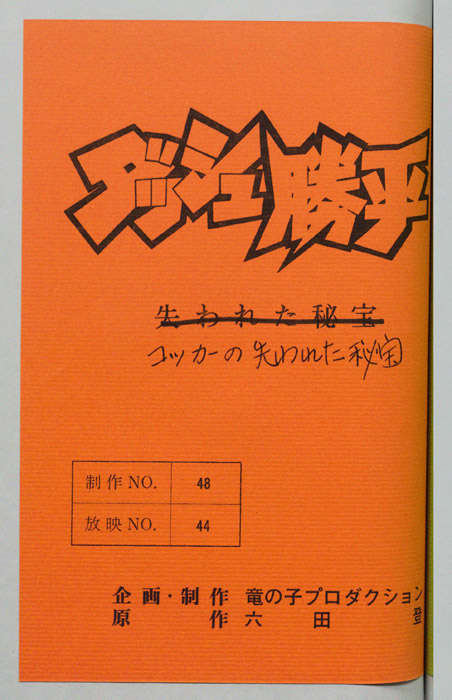 ダッシュ勝平
失われた秘宝
コッカーの失われた秘宝
制作NO. 48
放映NO. 44
企画・制作 竜の子プロダクション
原作 六田登